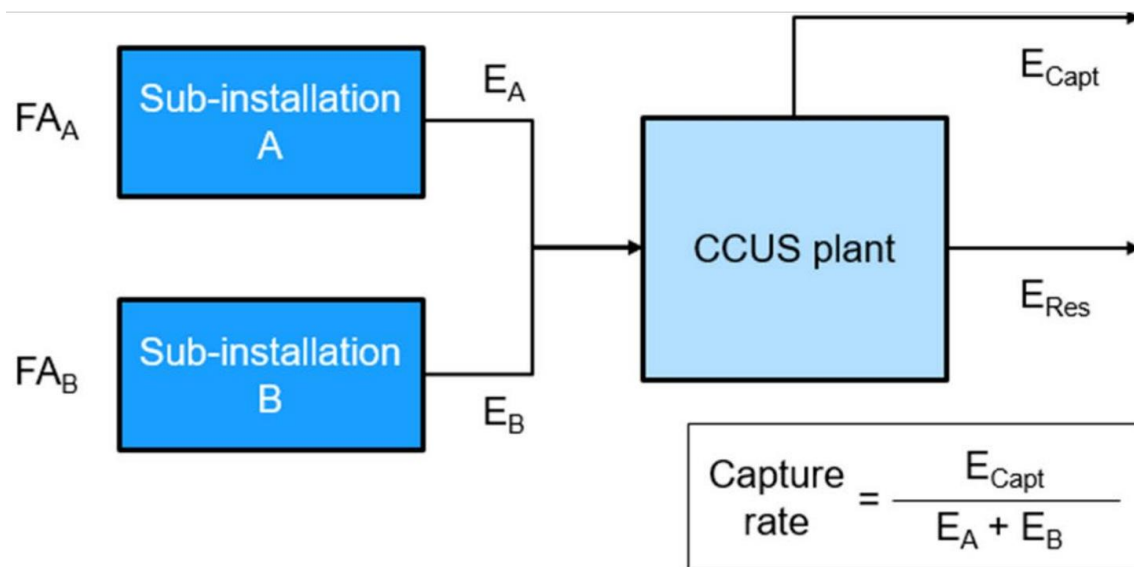 FA_A
Sub-installation
A
E_A
E_Capt
CCUS plant
E_Res
FA_B
Sub-installation
B
E_B
Capture
rate
=
E_Capt
E_A + E_B